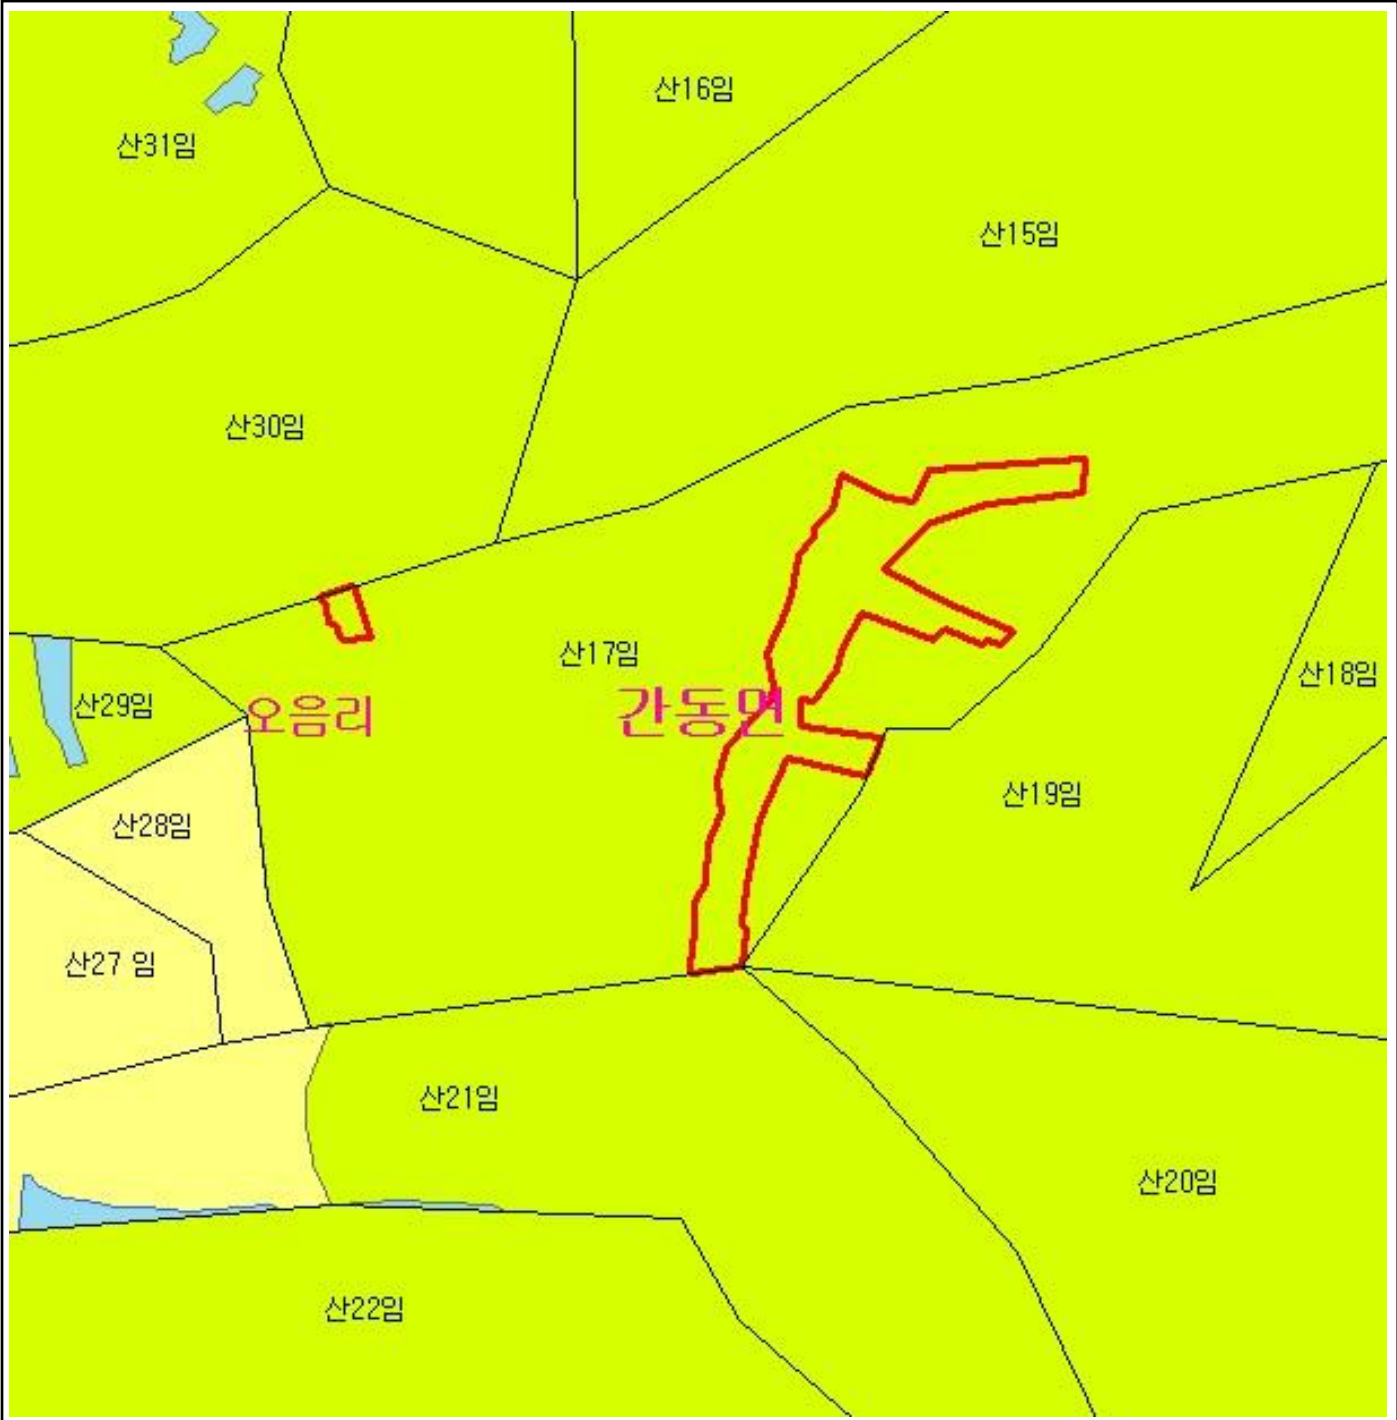 산16임
산31임
산15임
산30임
산17임
산18임
산29임
오음리
간동면
산19임
산28임
산27 임
산21임
산20임
산22임